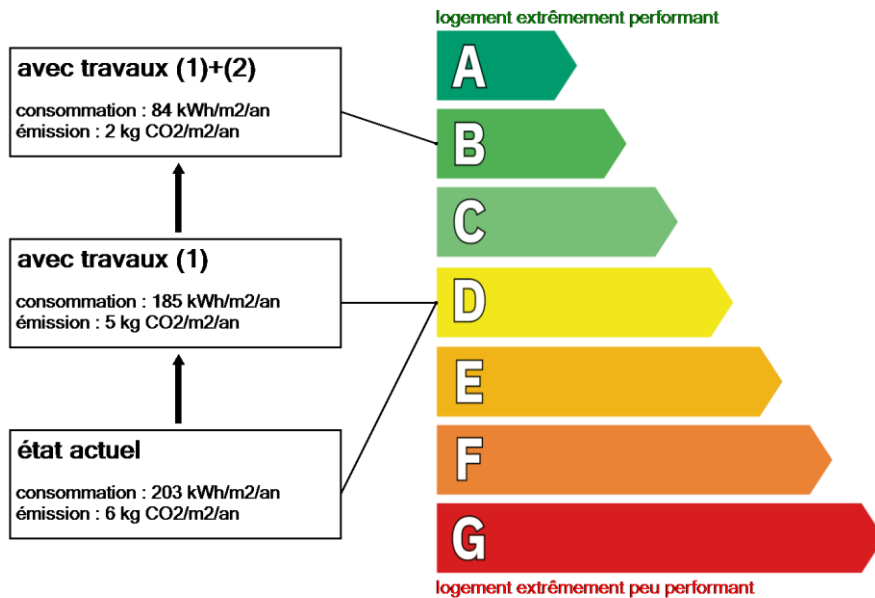 logement extrêmement performant
avec travaux (1)+(2)
consommation : 84 kWh/m2/an
émission : 2 kg CO2/m2/an
avec travaux (1)
consommation : 185 kWh/m2/an
émission : 5 kg CO2/m2/an
état actuel
consommation : 203 kWh/m2/an
émission : 6 kg CO2/m2/an
A
B
C
D
E
F
G
logement extrêmement peu performant